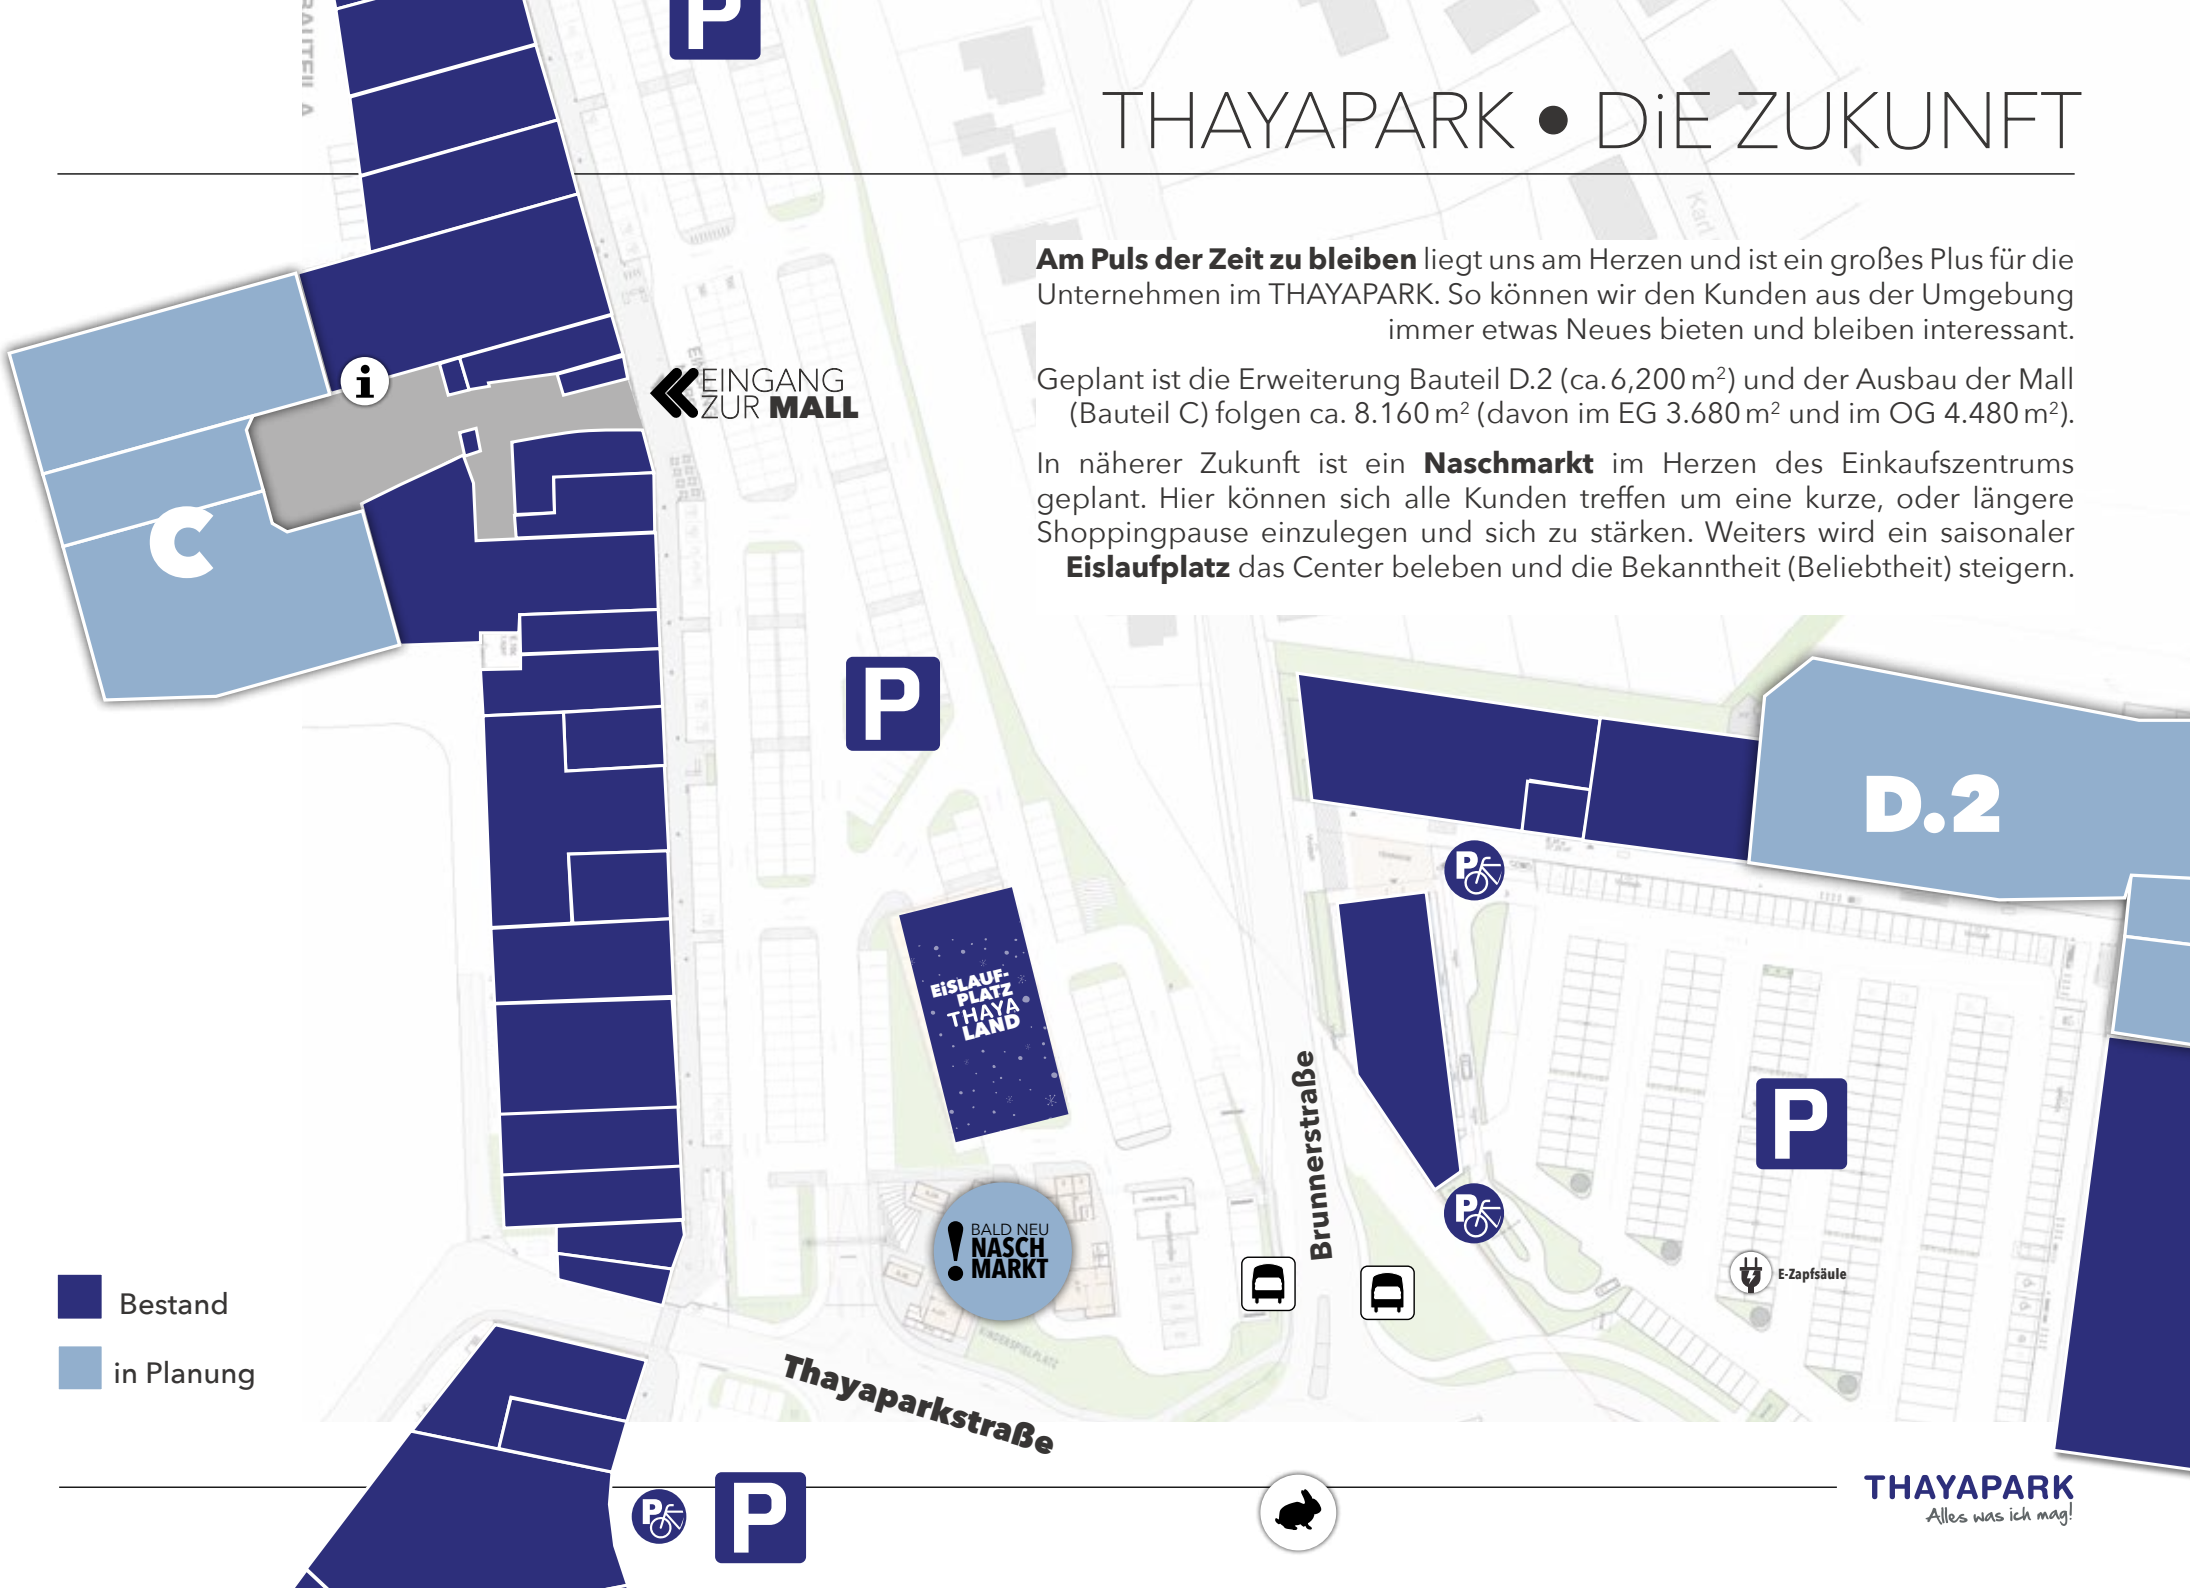 P
BAUTEIL A
THAYAPARK • DiE ZUKUNFT
Am Puls der Zeit zu bleiben liegt uns am Herzen und ist ein großes Plus für die
Unternehmen im THAYAPARK. So können wir den Kunden aus der Umgebung
immer etwas Neues bieten und bleiben interessant.
Geplant ist die Erweiterung Bauteil D.2 (ca. 6,200 m² ) und der Ausbau der Mall
(Bauteil C) folgen ca. 8.160 m² (davon im EG 3.680 m² und im OG 4.480 m²).
In näherer Zukunft ist ein Naschmarkt im Herzen des Einkaufszentrums
geplant. Hier können sich alle Kunden treffen um eine kurze, oder längere
Shoppingpause einzulegen und sich zu stärken. Weiters wird ein saisonaler
Eislaufplatz das Center beleben und die Bekanntheit (Beliebtheit) steigern.
Karl
i
EINGANG
ZUR MALL
C
P
D.2
P
EiSLAUF-
PLATZ
THAYA
LAND
Brunnerstraße
P
P
! BALD NEU
NASCH
MARKT
E-Zapfsäule
KINDERSPIELPLATZ
Bestand
in Planung
Thayaparkstraße
P
P
THAYAPARK
Alles was ich mag!